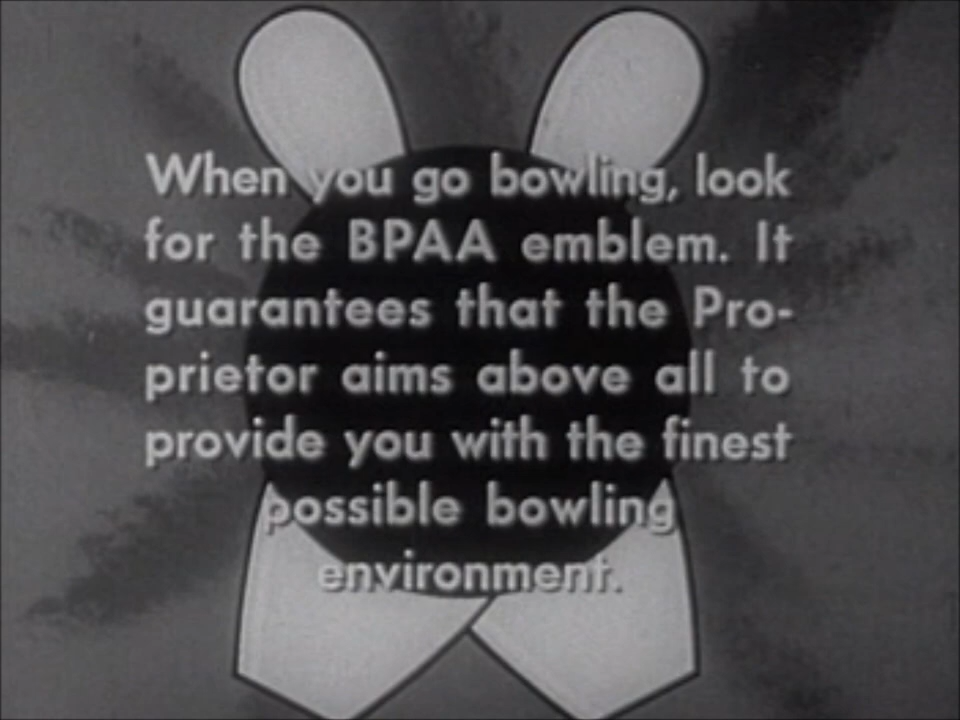 When you go bowling, look
for the BPAA emblem. It
guarantees that the Pro-
prietor aims above all to
provide you with the finest
possible bowling
environment.